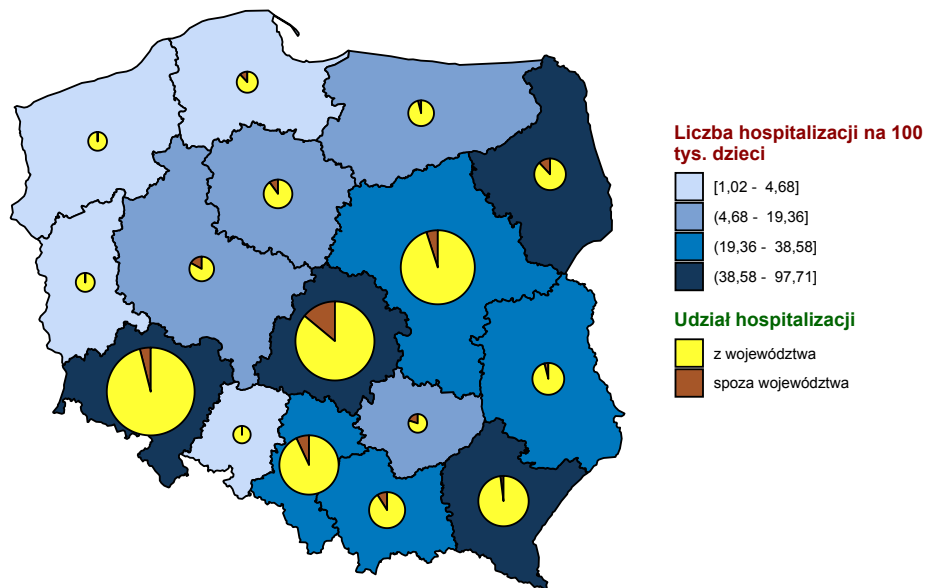 Liczba hospitalizacji na 100
tys. dzieci
[1,02 - 4,68]
(4,68 - 19,36]
(19,36 - 38,58]
(38,58 - 97,71]
Udział hospitalizacji
z województwa
spoza województwa